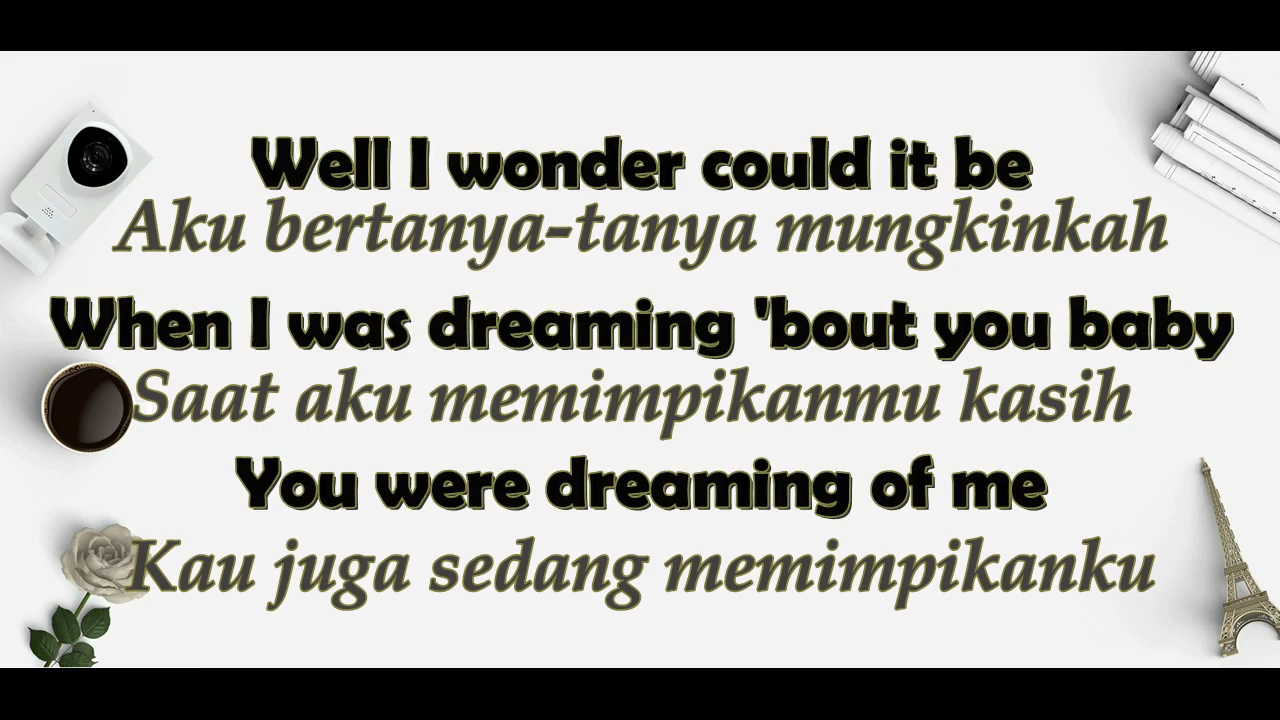 Well I wonder could it be
Aku bertanya-tanya mungkinkah
When I was dreaming 'bout you baby
Saat aku memimpikanmu kasih
You were dreaming of me
Kau juga sedang memimpikanku